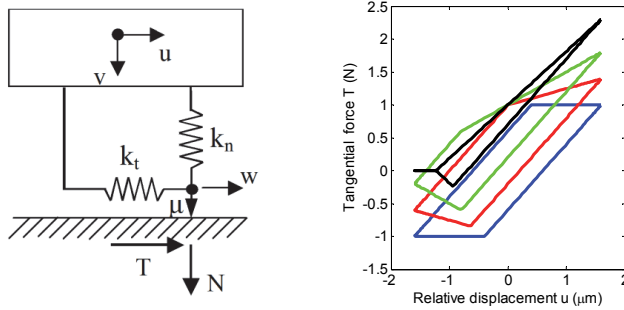 u
v
k_n
k_t
w
μ
T
N
Tangential force T (N)
2.5
2
1.5
1
0.5
0
-0.5
-1
-1.5
-2 -1 0 1 2
Relative displacement u (μm)